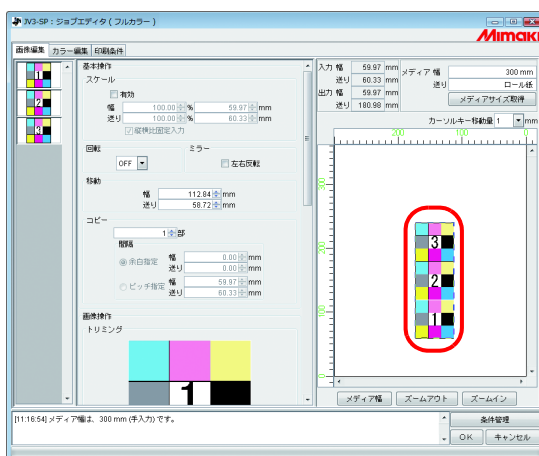 JV3-SP：ジョブエディタ ( フルカラー )
Mimaki
画像編集 カラー編集 印刷条件
1
2
3
基本操作
スケール
有効
幅 100.00 % 59.97 mm
送り 100.00 % 60.33 mm
縦横比固定入力
回転 ミラー
OFF 左右反転
移動
幅 112.84 mm
送り 58.72 mm
コピー
1 部
間隔
余白指定 幅 0.00 mm
送り 0.00 mm
ピッチ指定 幅 59.97 mm
送り 60.33 mm
画像操作
トリミング
1
入力 幅 59.97 mm
送り 60.33 mm
出力 幅 59.97 mm
送り 180.98 mm
メディア 幅 300 mm
送り ロール紙
メディアサイズ取得
カーソルキー移動量 1 mm
200 100 0
300
200
100
0
3
2
1
メディア幅 ズームアウト ズームイン
[11:16:54] メディア幅は、300 mm (手入力) です。
条件管理
OK キャンセル